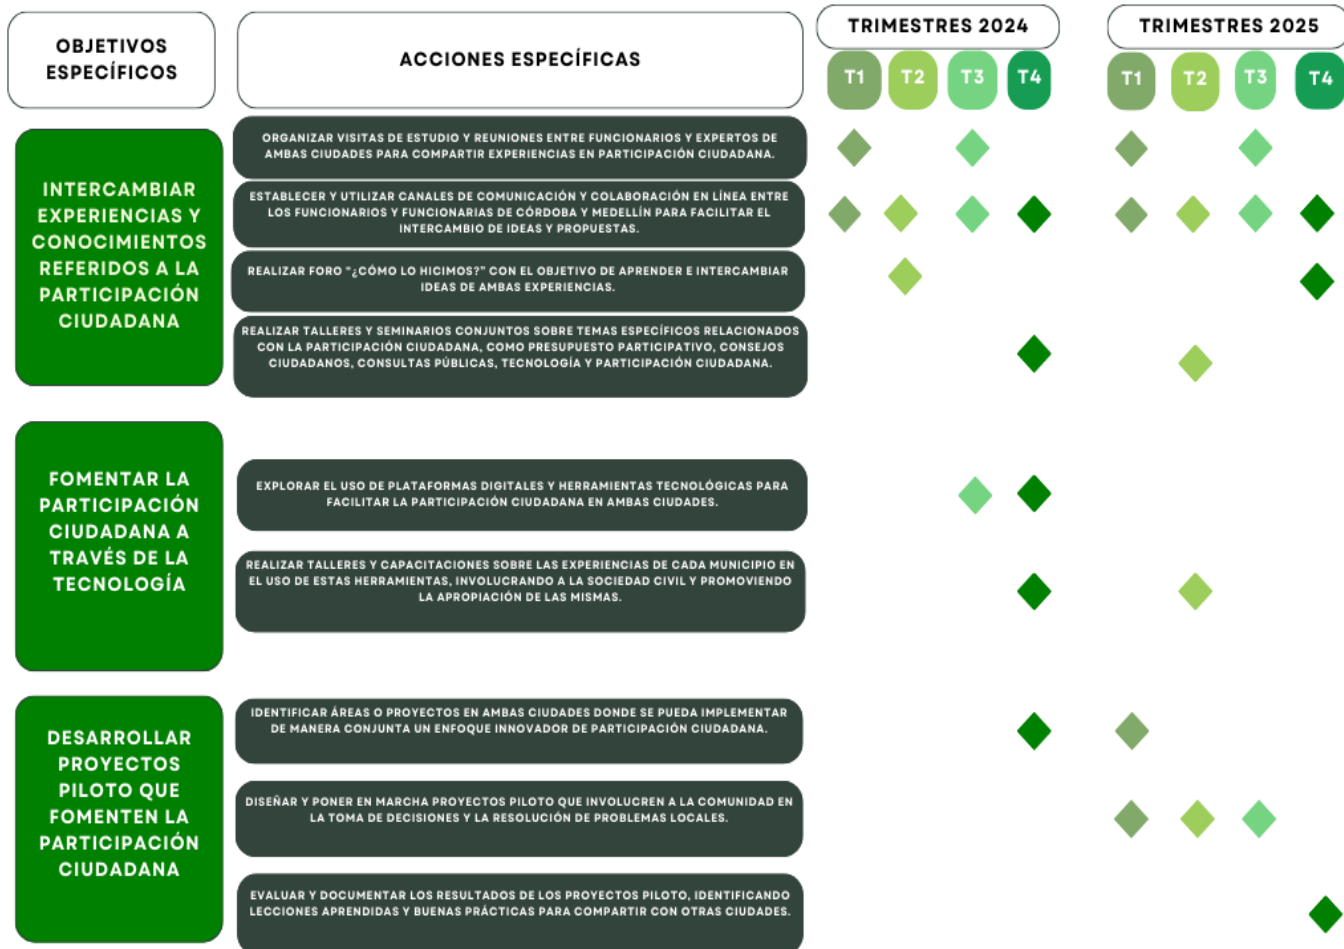 OBJETIVOS
ESPECÍFICOS
ACCIONES ESPECÍFICAS
TRIMESTRES 2024
TRIMESTRES 2025
T1 T2 T3 T4
T1 T2 T3 T4
INTERCAMBIAR
EXPERIENCIAS Y
CONOCIMIENTOS
REFERIDOS A LA
PARTICIPACIÓN
CIUDADANA
ORGANIZAR VISITAS DE ESTUDIO Y REUNIONES ENTRE FUNCIONARIOS Y EXPERTOS DE
AMBAS CIUDADES PARA COMPARTIR EXPERIENCIAS EN PARTICIPACIÓN CIUDADANA.
ESTABLECER Y UTILIZAR CANALES DE COMUNICACIÓN Y COLABORACIÓN EN LÍNEA ENTRE
LOS FUNCIONARIOS Y FUNCIONARIAS DE CÓRDOBA Y MEDELLÍN PARA FACILITAR EL
INTERCAMBIO DE IDEAS Y PROPUESTAS.
REALIZAR FORO "¿CÓMO LO HICIMOS?" CON EL OBJETIVO DE APRENDER E INTERCAMBIAR
IDEAS DE AMBAS EXPERIENCIAS.
REALIZAR TALLERES Y SEMINARIOS CONJUNTOS SOBRE TEMAS ESPECÍFICOS RELACIONADOS
CON LA PARTICIPACIÓN CIUDADANA, COMO PRESUPUESTO PARTICIPATIVO, CONSEJOS
CIUDADANOS, CONSULTAS PÚBLICAS, TECNOLOGÍA Y PARTICIPACIÓN CIUDADANA.
FOMENTAR LA
PARTICIPACIÓN
CIUDADANA A
TRAVÉS DE LA
TECNOLOGÍA
EXPLORAR EL USO DE PLATAFORMAS DIGITALES Y HERRAMIENTAS TECNOLÓGICAS PARA
FACILITAR LA PARTICIPACIÓN CIUDADANA EN AMBAS CIUDADES.
REALIZAR TALLERES Y CAPACITACIONES SOBRE LAS EXPERIENCIAS DE CADA MUNICIPIO EN
EL USO DE ESTAS HERRAMIENTAS, INVOLUCRANDO A LA SOCIEDAD CIVIL Y PROMOVIENDO
LA APROPIACIÓN DE LAS MISMAS.
DESARROLLAR
PROYECTOS
PILOTO QUE
FOMENTEN LA
PARTICIPACIÓN
CIUDADANA
IDENTIFICAR ÁREAS O PROYECTOS EN AMBAS CIUDADES DONDE SE PUEDA IMPLEMENTAR
DE MANERA CONJUNTA UN ENFOQUE INNOVADOR DE PARTICIPACIÓN CIUDADANA.
DISEÑAR Y PONER EN MARCHA PROYECTOS PILOTO QUE INVOLUCREN A LA COMUNIDAD EN
LA TOMA DE DECISIONES Y LA RESOLUCIÓN DE PROBLEMAS LOCALES.
EVALUAR Y DOCUMENTAR LOS RESULTADOS DE LOS PROYECTOS PILOTO, IDENTIFICANDO
LECCIONES APRENDIDAS Y BUENAS PRÁCTICAS PARA COMPARTIR CON OTRAS CIUDADES.